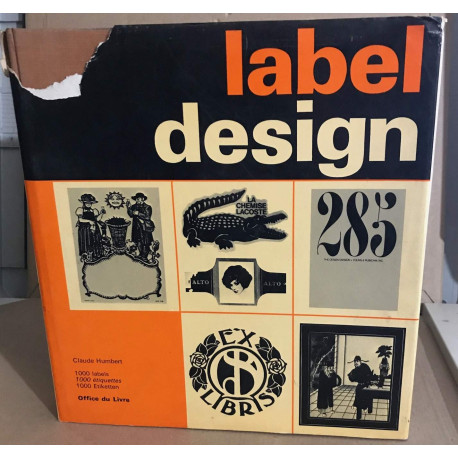 label
design
LA
CHEMISE
LACOSTE
285
ALTO
ALTO
EX
LIBRIS
Claude Humbert
1000 labels
1000 étiquettes
1000 Etiketten
Office du Livre